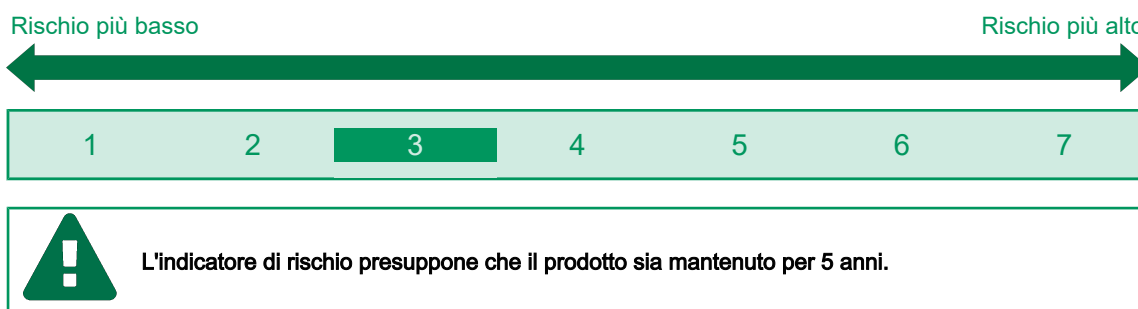 Rischio più basso Rischio più alto
1 2 3 4 5 6 7
L'indicatore di rischio presuppone che il prodotto sia mantenuto per 5 anni.